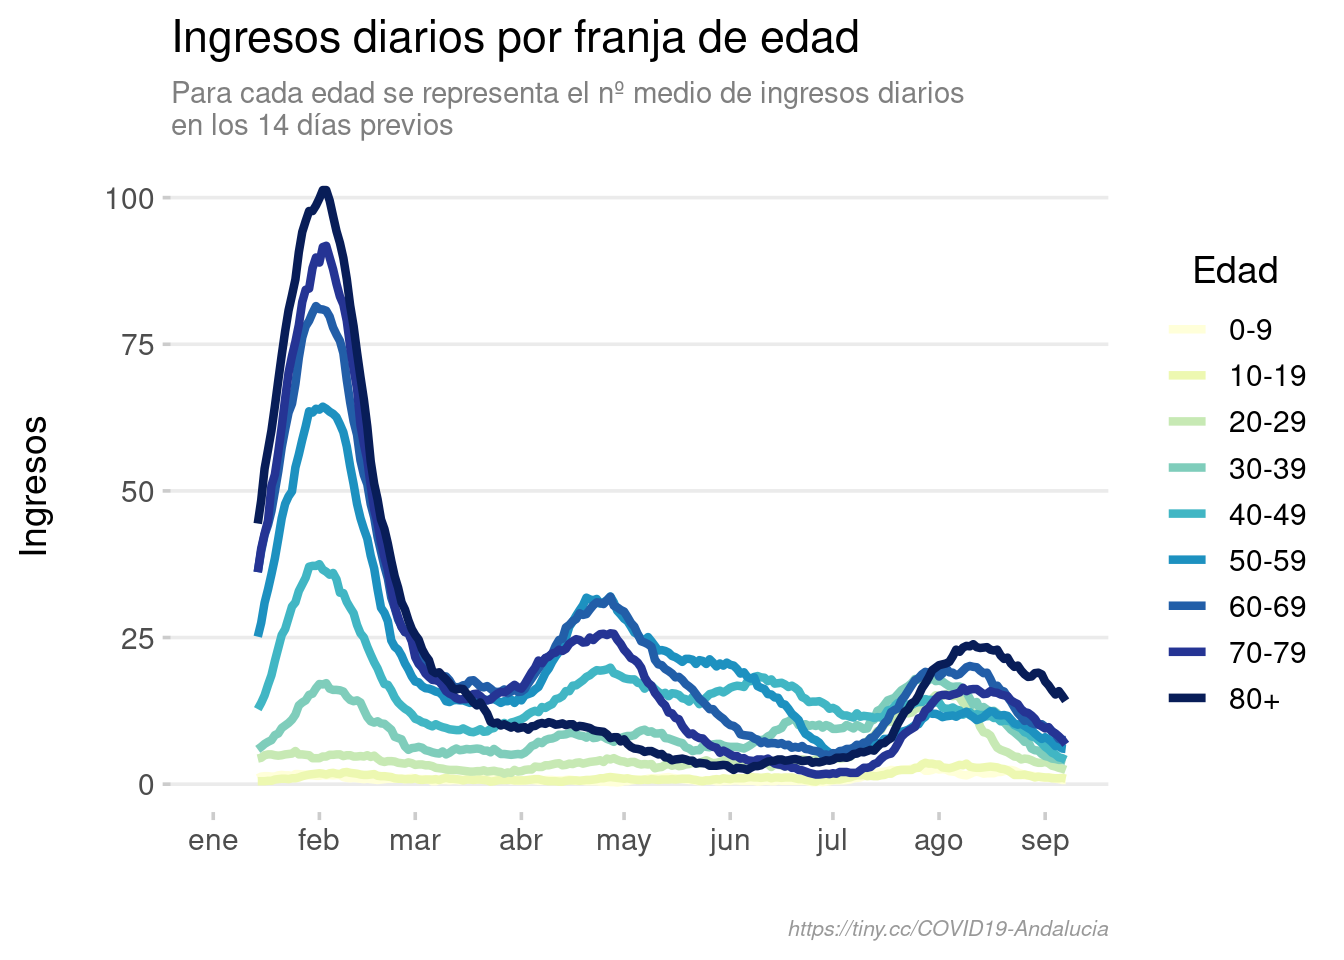 Ingresos diarios por franja de edad
Para cada edad se representa el nº medio de ingresos diarios
en los 14 días previos
Ingresos
100
75
50
25
0
ene feb mar abr may jun jul ago sep
Edad
0-9
10-19
20-29
30-39
40-49
50-59
60-69
70-79
80+
https://tiny.cc/COVID19-Andalucia